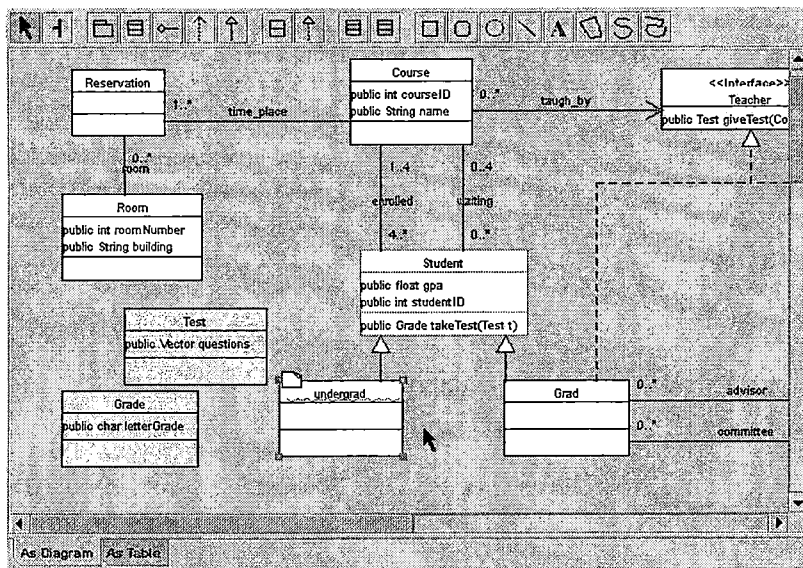 Reservation
Course
public int courseID
public String name
<<Interface>>
Teacher
public Test giveTest(Co
1..*
time_place
0..*
taugh_by
0..*
room
1..4
0..4
enrolled
waiting
4..*
0..*
Room
public int roomNumber
public String building
Student
public float gpa
public int studentID
public Grade takeTest(Test t)
Test
public Vector questions
Grade
public char letterGrade
undergrad
Grad
0..*
advisor
0..*
committee
As Diagram
As Table